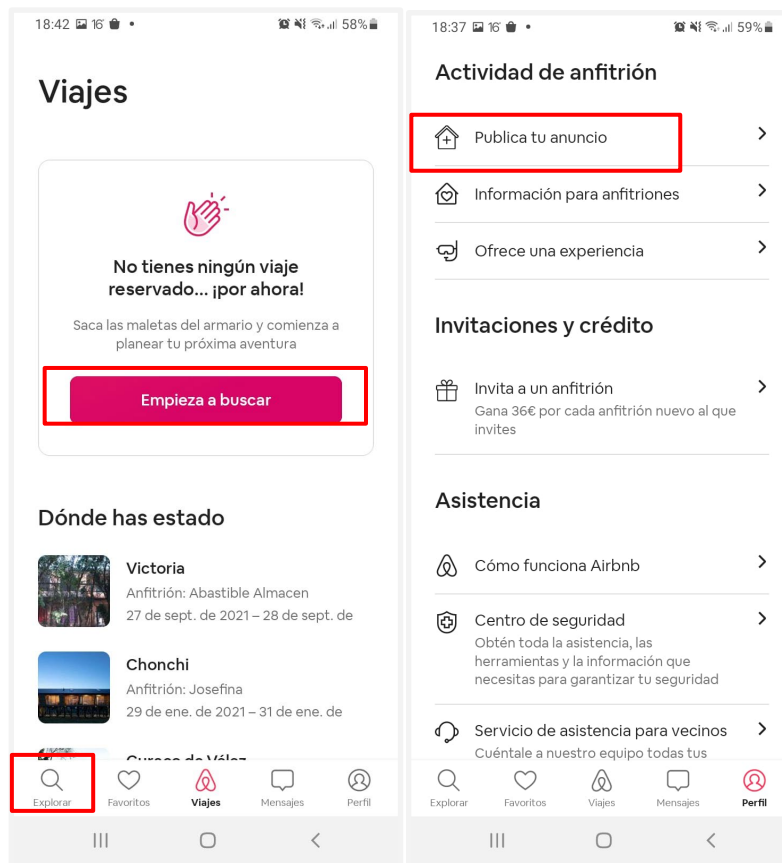 18:42 16° 58%
Viajes
No tienes ningún viaje
reservado... ¡por ahora!
Saca las maletas del armario y comienza a
planear tu próxima aventura
Empieza a buscar
Dónde has estado
Victoria
Anfitrión: Abastible Almacen
27 de sept. de 2021 – 28 de sept. de
Chonchi
Anfitrión: Josefina
29 de ene. de 2021 – 31 de ene. de
Curaco de Vélez
Explorar Favoritos Viajes Mensajes Perfil
18:37 16° 59%
Actividad de anfitrión
Publica tu anuncio
Información para anfitriones
Ofrece una experiencia
Invitaciones y crédito
Invita a un anfitrión
Gana 36€ por cada anfitrión nuevo al que
invites
Asistencia
Cómo funciona Airbnb
Centro de seguridad
Obtén toda la asistencia, las
herramientas y la información que
necesitas para garantizar tu seguridad
Servicio de asistencia para vecinos
Cuéntale a nuestro equipo todas tus
Explorar Favoritos Viajes Mensajes Perfil